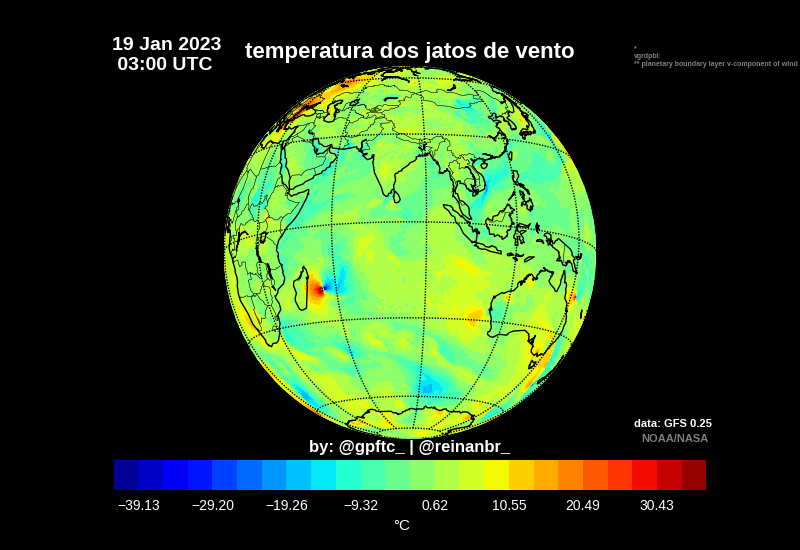 19 Jan 2023
03:00 UTC
temperatura dos jatos de vento
*
vgrdpbl:
** planetary boundary layer v-component of wind
data: GFS 0.25
NOAA/NASA
by: @gpftc_ | @reinanbr_
−39.13 −29.20 −19.26 −9.32 0.62 10.55 20.49 30.43
°C